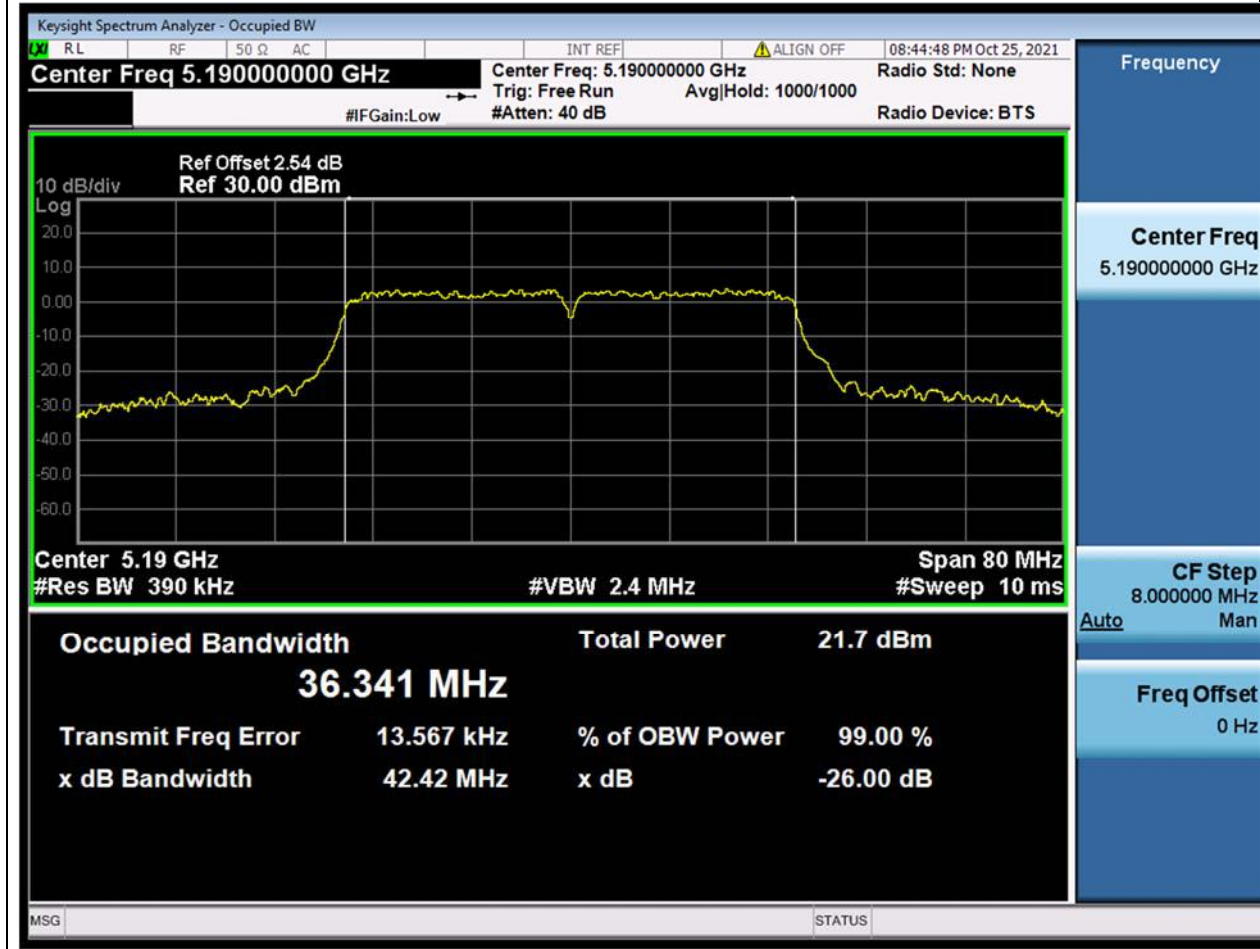 Keysight Spectrum Analyzer - Occupied BW
LXI RL RF 50 Ω AC INT REF ALIGN OFF 08:44:48 PM Oct 25, 2021
Center Freq 5.190000000 GHz
Center Freq: 5.190000000 GHz Radio Std: None
Trig: Free Run Avg|Hold: 1000/1000
#IFGain:Low #Atten: 40 dB Radio Device: BTS
Ref Offset 2.54 dB
10 dB/div Ref 30.00 dBm
Log
20.0
10.0
0.00
-10.0
-20.0
-30.0
-40.0
-50.0
-60.0
Center 5.19 GHz Span 80 MHz
#Res BW 390 kHz #VBW 2.4 MHz #Sweep 10 ms
Occupied Bandwidth Total Power 21.7 dBm
36.341 MHz
Transmit Freq Error 13.567 kHz % of OBW Power 99.00 %
x dB Bandwidth 42.42 MHz x dB -26.00 dB
MSG STATUS
Frequency
Center Freq
5.190000000 GHz
CF Step
8.000000 MHz
Auto Man
Freq Offset
0 Hz